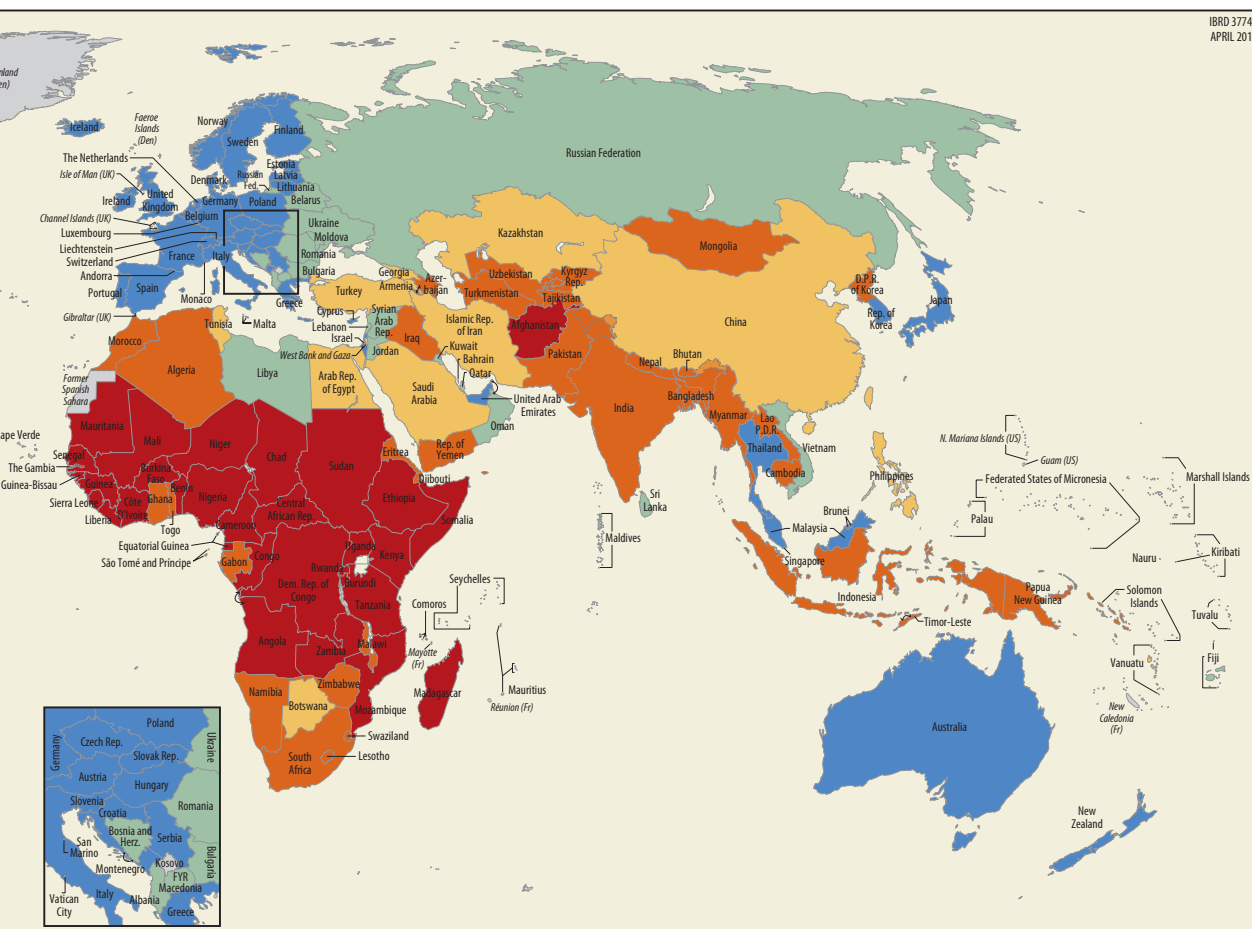 IBRD 3774
APRIL 201
nland
en)
Iceland
Faeroe
Islands
(Den)
Norway
Sweden
Finland
Russian Federation
The Netherlands
Isle of Man (UK)
Estonia
Latvia
Lithuania
Russian
Fed.
Denmark
Ireland
United
Kingdom
Germany
Poland
Belarus
Channel Islands (UK)
Belgium
Luxembourg
Liechtenstein
Switzerland
Ukraine
Moldova
Romania
Bulgaria
France
Italy
Andorra
Portugal
Spain
Monaco
Greece
Gibraltar (UK)
Malta
Kazakhstan
Mongolia
Georgia
Armenia
Azer-
baijan
Uzbekistan
Kyrgyz
Rep.
Turkmenistan
Tajikistan
Turkey
Cyprus
Lebanon
Israel
West Bank and Gaza
Syrian
Arab
Rep.
Jordan
Iraq
Islamic Rep.
of Iran
Afghanistan
Kuwait
Bahrain
Qatar
Pakistan
China
D.P.R.
of Korea
Rep. of
Korea
Japan
Tunisia
Morocco
Algeria
Libya
Arab Rep.
of Egypt
Saudi
Arabia
United Arab
Emirates
Oman
Former
Spanish
Sahara
Nepal
Bhutan
Bangladesh
India
Myanmar
Lao
P.D.R.
Thailand
Vietnam
Cambodia
Philippines
N. Mariana Islands (US)
Guam (US)
Federated States of Micronesia
Marshall Islands
Palau
Mauritania
Mali
Niger
Chad
Sudan
Eritrea
Rep. of
Yemen
Djibouti
ape Verde
Senegal
The Gambia
Guinea-Bissau
Guinea
Sierra Leone
Liberia
Burkina
Faso
Côte
D'Ivoire
Ghana
Benin
Togo
Nigeria
Cameroon
Central
African Rep.
Ethiopia
Somalia
Sri
Lanka
Maldives
Brunei
Malaysia
Singapore
Indonesia
Nauru
Kiribati
Equatorial Guinea
São Tomé and Príncipe
Gabon
Congo
Dem. Rep. of
Congo
Uganda
Kenya
Rwanda
Burundi
Tanzania
Seychelles
Comoros
Mayotte
(Fr)
Papua
New Guinea
Solomon
Islands
Timor-Leste
Tuvalu
Angola
Zambia
Malawi
Madagascar
Mauritius
Réunion (Fr)
Vanuatu
Fiji
New
Caledonia
(Fr)
Namibia
Zimbabwe
Botswana
Mozambique
Swaziland
Lesotho
South
Africa
Australia
New
Zealand
Poland
Germany
Czech Rep.
Ukraine
Slovak Rep.
Austria
Hungary
Slovenia
Croatia
Romania
Bosnia and
Herz.
Serbia
San
Marino
Montenegro
Kosovo
Bulgaria
FYR
Macedonia
Vatican
City
Italy
Albania
Greece